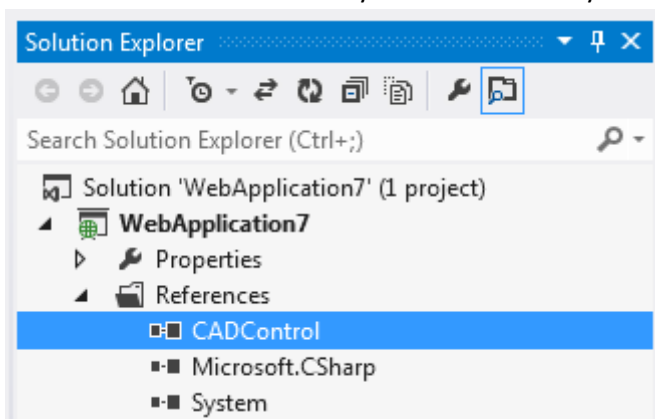 Solution Explorer
Search Solution Explorer (Ctrl+;)
Solution 'WebApplication7' (1 project)
WebApplication7
Properties
References
CADControl
Microsoft.CSharp
System